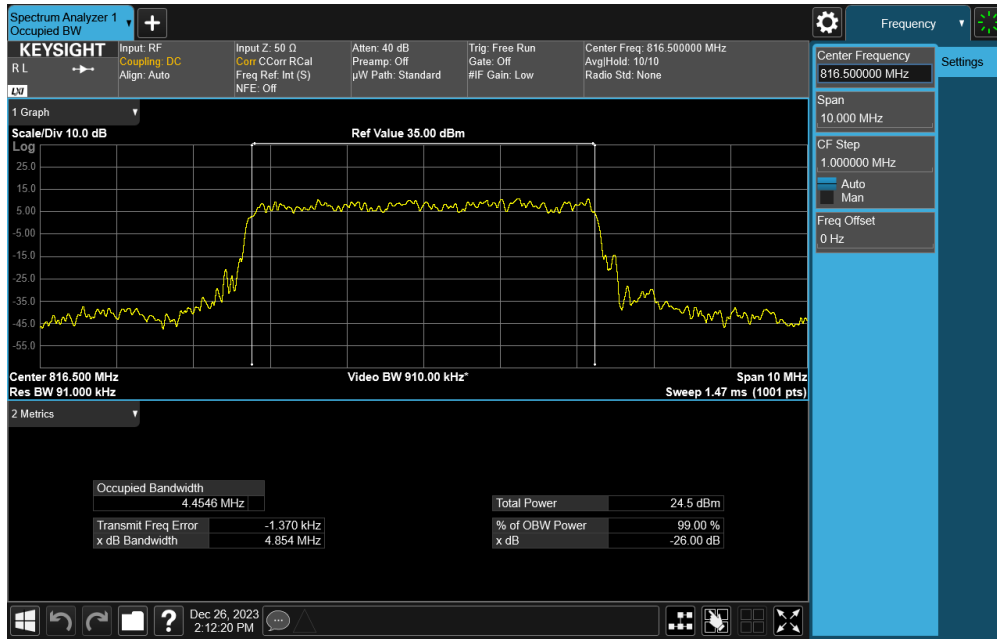 Spectrum Analyzer 1
Occupied BW
Frequency
KEYSIGHT
R L
LXI
Input: RF
Coupling: DC
Align: Auto
Input Z: 50 Ω
Corr CCorr RCal
Freq Ref: Int (S)
NFE: Off
Atten: 40 dB
Preamp: Off
µW Path: Standard
Trig: Free Run
Gate: Off
#IF Gain: Low
Center Freq: 816.500000 MHz
Avg|Hold: 10/10
Radio Std: None
Center Frequency
816.500000 MHz
Settings
Span
10.000 MHz
CF Step
1.000000 MHz
Auto
Man
Freq Offset
0 Hz
1 Graph
Scale/Div 10.0 dB
Ref Value 35.00 dBm
Log
25.0
15.0
5.00
-5.00
-15.0
-25.0
-35.0
-45.0
-55.0
Center 816.500 MHz
Video BW 910.00 kHz*
Span 10 MHz
Res BW 91.000 kHz
Sweep 1.47 ms (1001 pts)
2 Metrics
Occupied Bandwidth
4.4546 MHz
Total Power 24.5 dBm
Transmit Freq Error -1.370 kHz
% of OBW Power 99.00 %
x dB Bandwidth 4.854 MHz
x dB -26.00 dB
?
Dec 26, 2023
2:12:20 PM